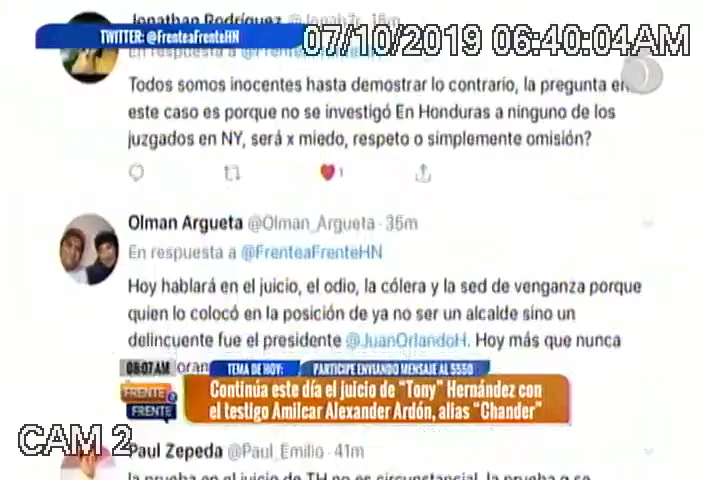 Jonathan Rodríguez
TWITTER: @FrenteaFrenteHN
07/10/2019 06:40:04AM
En respuesta a
Todos somos inocentes hasta demostrar lo contrario, la pregunta en
este caso es porque no se investigó En Honduras a ninguno de los
juzgados en NY, será x miedo, respeto o simplemente omisión?
1
Olman Argueta @Olman_Argueta · 35m
En respuesta a @FrenteaFrenteHN
Hoy hablará en el juicio, el odio, la cólera y la sed de venganza porque
quien lo colocó en la posición de ya no ser un alcalde sino un
delincuente fue el presidente @JuanOrlandoH. Hoy más que nunca
oran
06:07 AM
TEMA DE HOY: PARTICIPE ENVIANDO MENSAJE AL 5550
FRENTE a FRENTE
Continúa este día el juicio de "Tony" Hernández con
el testigo Amilcar Alexander Ardón, alias "Chander"
CAM 2
Paul Zepeda @Paul_Emilio · 41m
la prueba en el juicio de TH no es circunstancial, la prueba